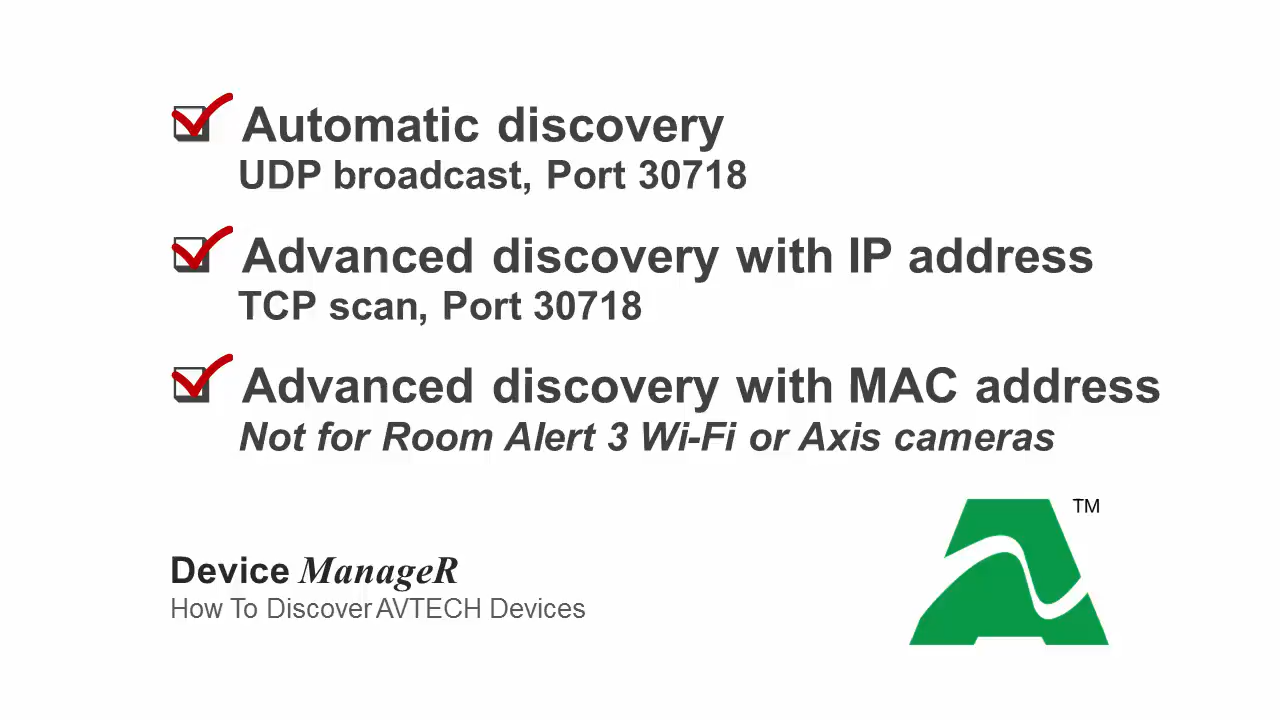 Automatic discovery
UDP broadcast, Port 30718
Advanced discovery with IP address
TCP scan, Port 30718
Advanced discovery with MAC address
Not for Room Alert 3 Wi-Fi or Axis cameras
TM
Device ManageR
How To Discover AVTECH Devices